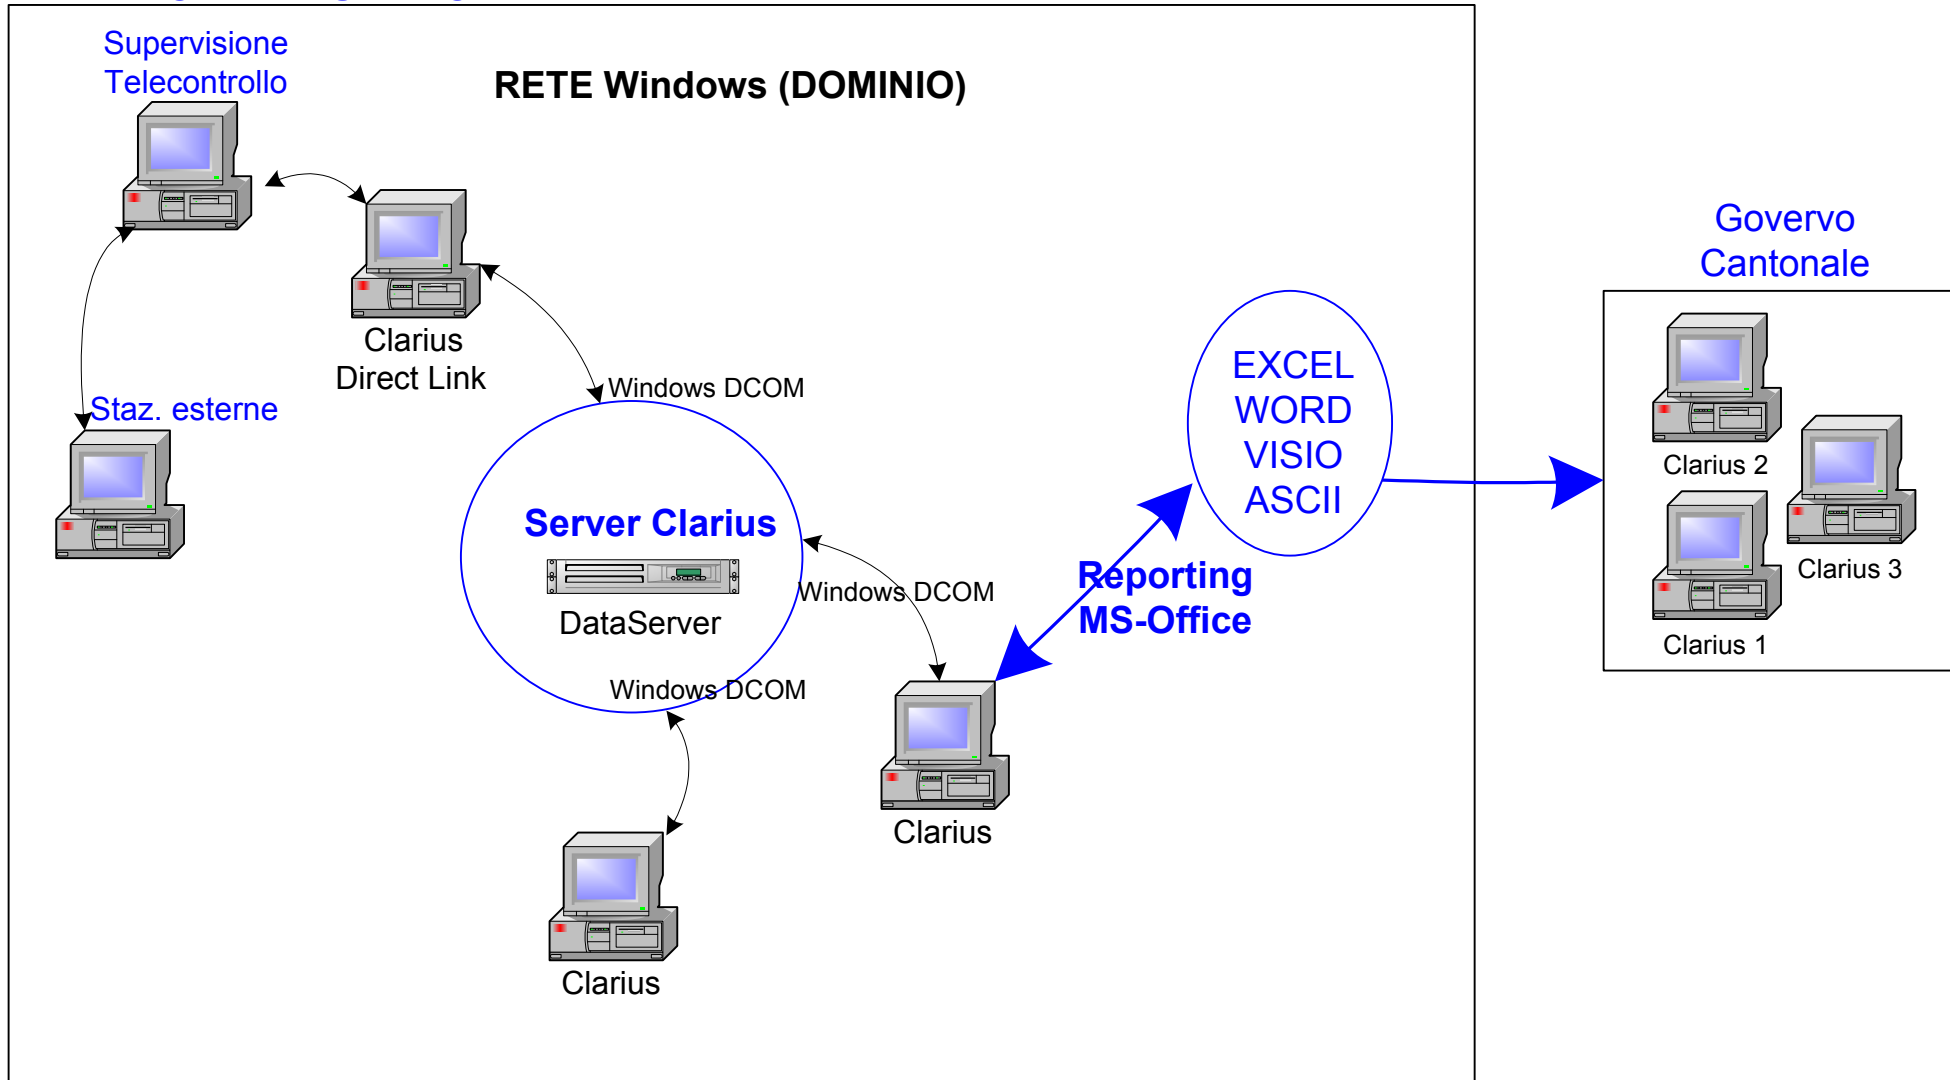 Supervisione
Telecontrollo
RETE Windows (DOMINIO)
Clarius
Direct Link
Staz. esterne
Windows DCOM
Server Clarius
DataServer
Windows DCOM
Windows DCOM
Clarius
Clarius
EXCEL
WORD
VISIO
ASCII
Reporting
MS-Office
Govervo
Cantonale
Clarius 2
Clarius 3
Clarius 1